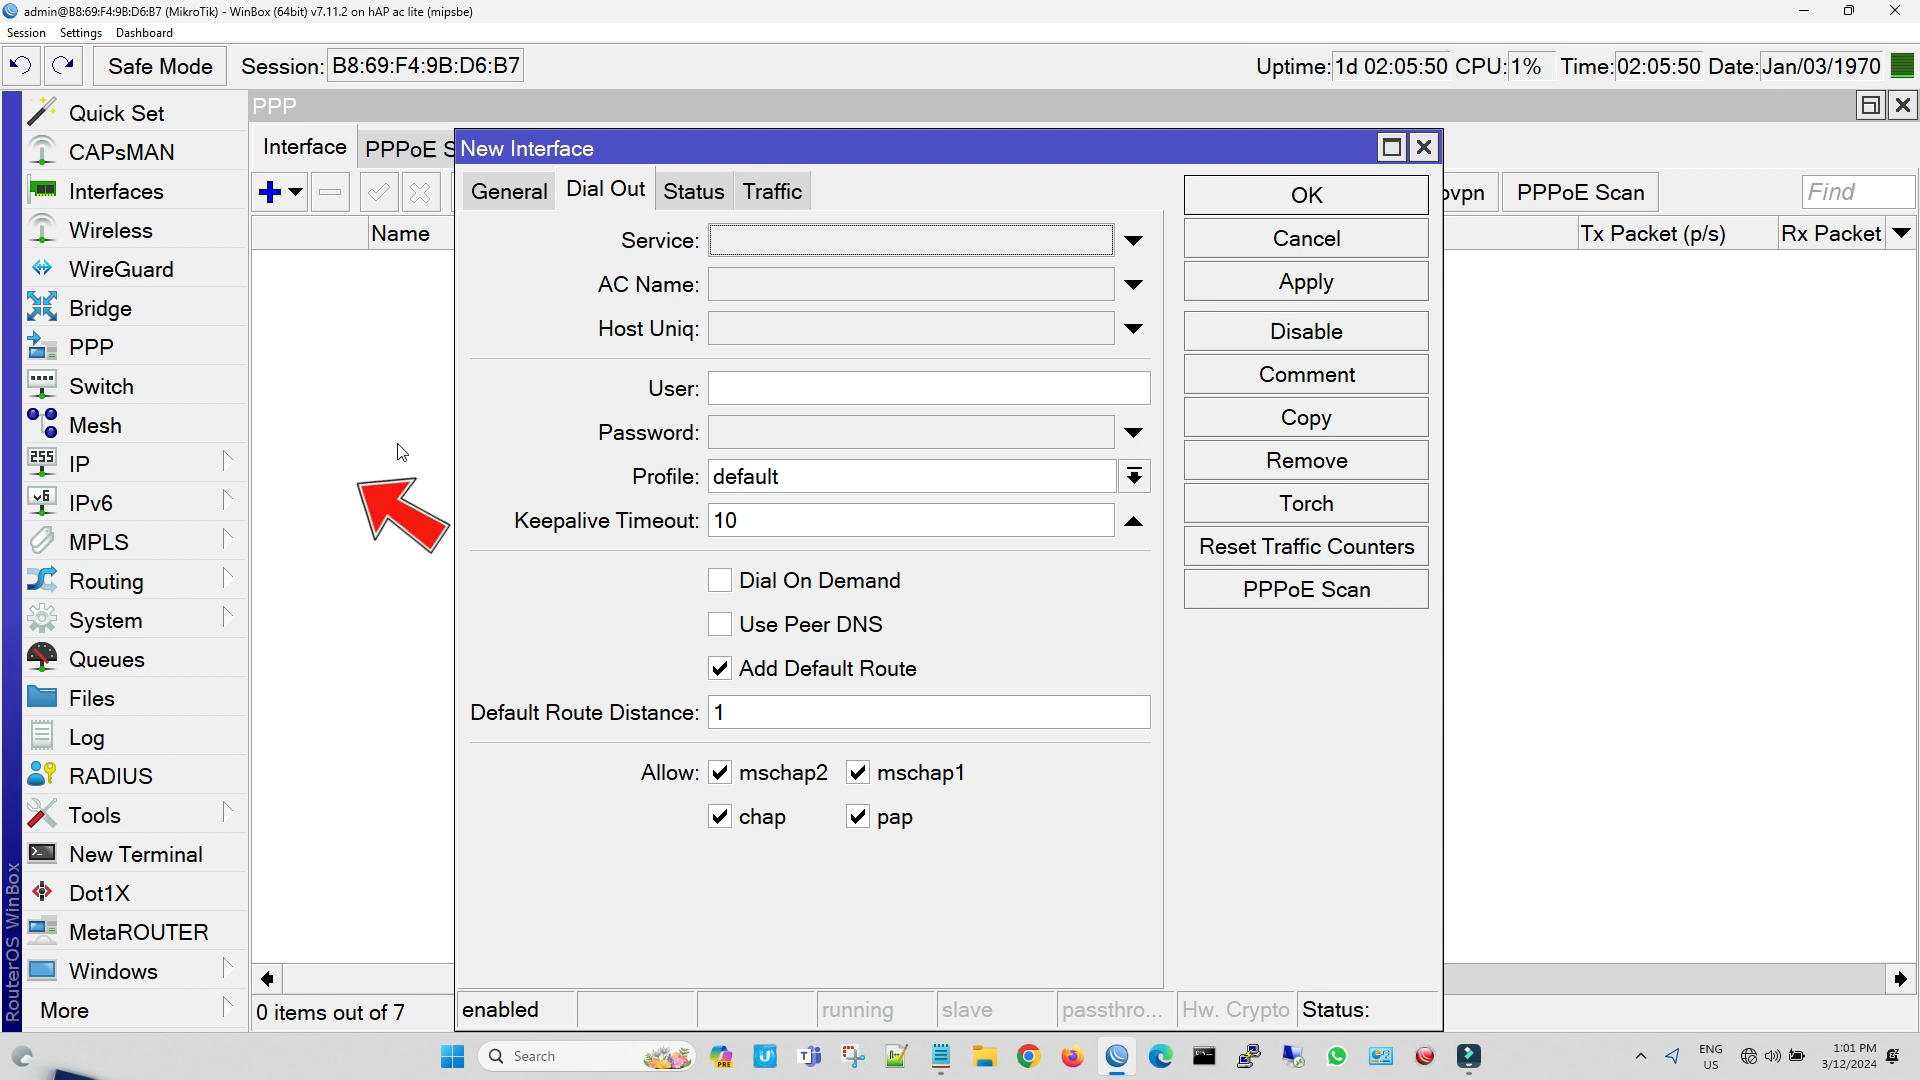 admin@B8:69:F4:9B:D6:B7 (MikroTik) - WinBox (64bit) v7.11.2 on hAP ac lite (mipsbe)
Session Settings Dashboard
Safe Mode Session: B8:69:F4:9B:D6:B7 Uptime: 1d 02:05:50 CPU: 1% Time: 02:05:50 Date: Jan/03/1970
Quick Set
CAPsMAN
Interfaces
Wireless
WireGuard
Bridge
PPP
Switch
Mesh
255 IP
v6 IPv6
MPLS
Routing
System
Queues
Files
Log
RADIUS
Tools
New Terminal
Dot1X
MetaROUTER
Windows
More
RouterOS WinBox
PPP
Interface PPPoE S
ovpn PPPoE Scan Find
Name Tx Packet (p/s) Rx Packet
0 items out of 7
New Interface
General Dial Out Status Traffic
Service:
AC Name:
Host Uniq:
User:
Password:
Profile: default
Keepalive Timeout: 10
Dial On Demand
Use Peer DNS
Add Default Route
Default Route Distance: 1
Allow: mschap2 mschap1
chap pap
OK
Cancel
Apply
Disable
Comment
Copy
Remove
Torch
Reset Traffic Counters
PPPoE Scan
enabled running slave passthro... Hw. Crypto Status:
Search
PRE
ENG
US
1:01 PM
3/12/2024